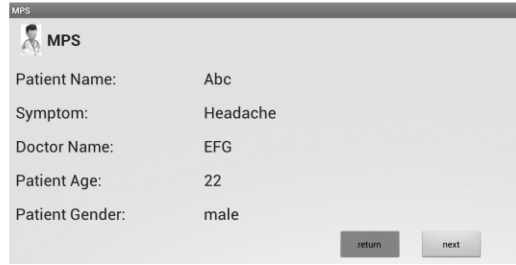 MPS
MPS
Patient Name: Abc
Symptom: Headache
Doctor Name: EFG
Patient Age: 22
Patient Gender: male
return next